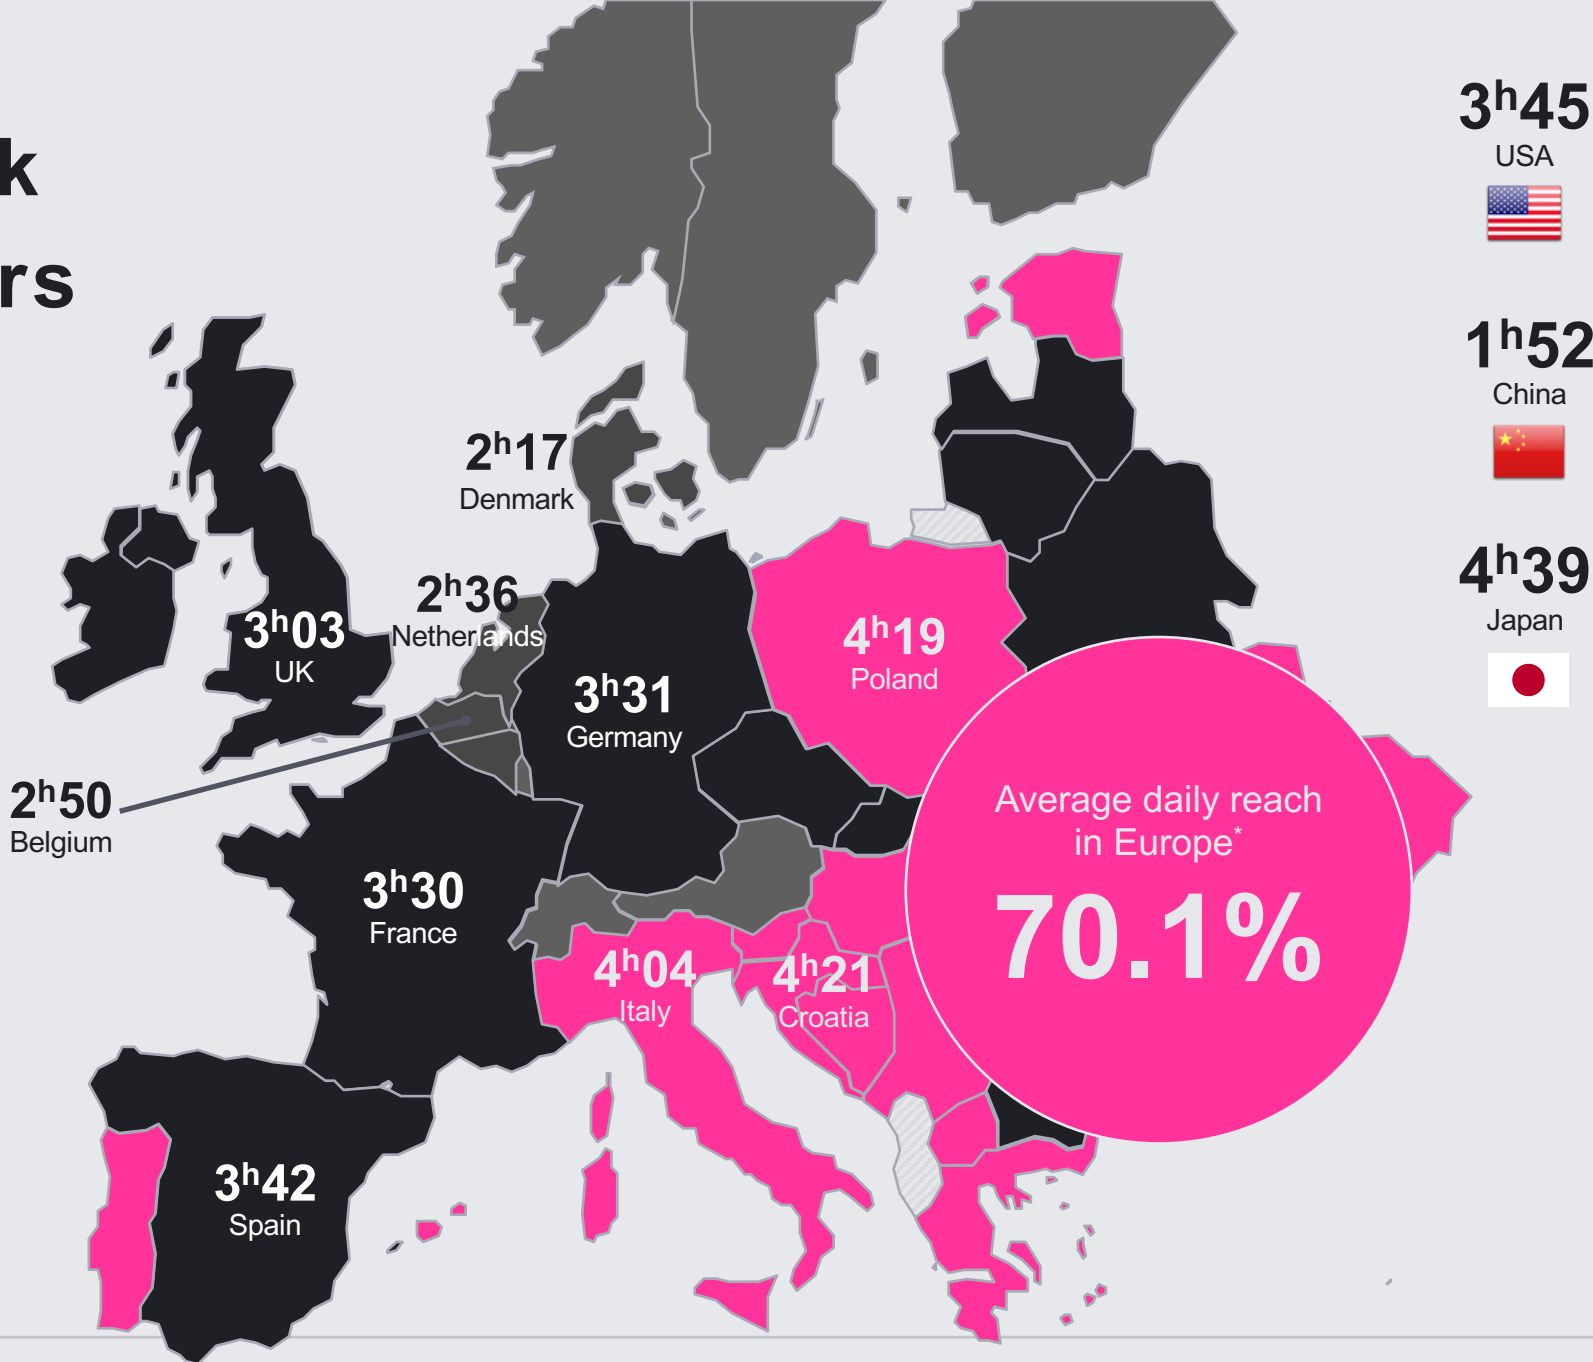 k
rs
3h45
USA
1h52
China
4h39
Japan
2h17
Denmark
2h36
Netherlands
3h03
UK
4h19
Poland
3h31
Germany
2h50
Belgium
Average daily reach
in Europe*
70.1%
3h30
France
4h04
Italy
4h21
Croatia
3h42
Spain